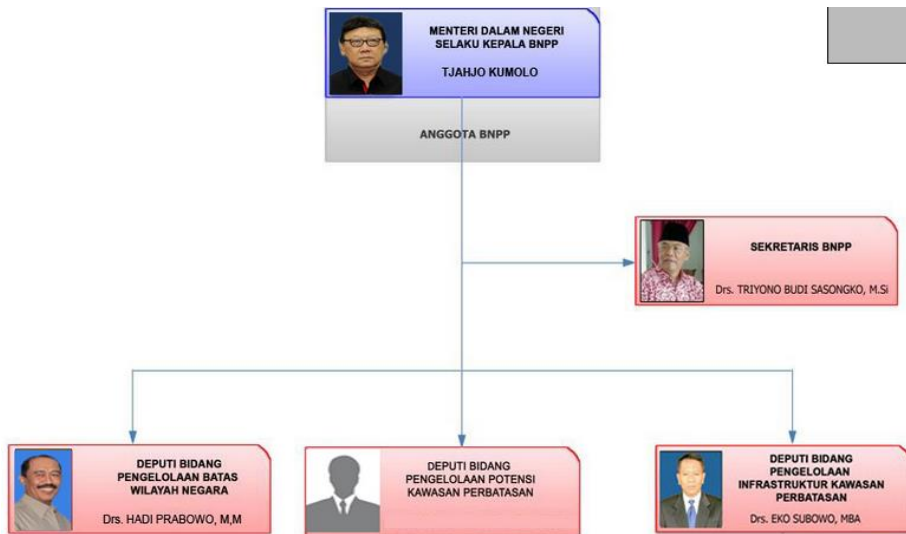 MENTERI DALAM NEGERI
SELAKU KEPALA BNPP
TJAHJO KUMOLO
ANGGOTA BNPP
SEKRETARIS BNPP
Drs. TRIYONO BUDI SASONGKO, M.Si
DEPUTI BIDANG
PENGELOLAAN BATAS
WILAYAH NEGARA
Drs. HADI PRABOWO, M,M
DEPUTI BIDANG
PENGELOLAAN POTENSI
KAWASAN PERBATASAN
DEPUTI BIDANG
PENGELOLAAN
INFRASTRUKTUR KAWASAN
PERBATASAN
Drs. EKO SUBOWO, MBA